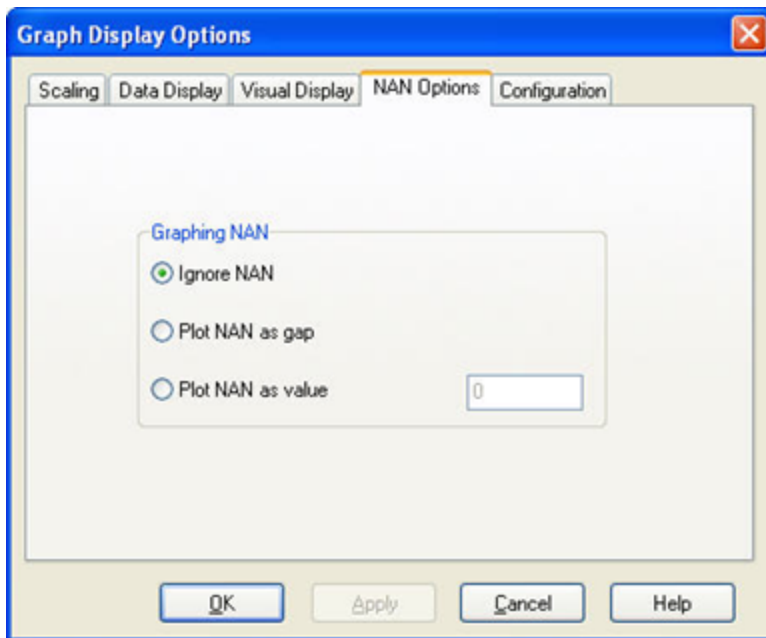 Graph Display Options
Scaling Data Display Visual Display NAN Options Configuration
Graphing NAN
Ignore NAN
Plot NAN as gap
Plot NAN as value 0
OK Apply Cancel Help